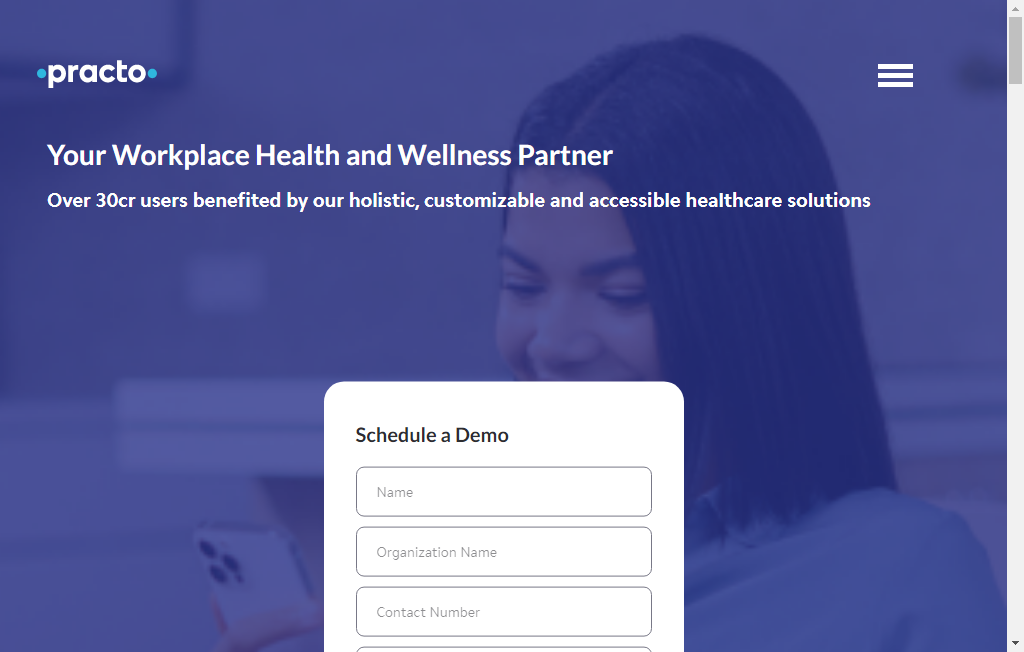 practo
Your Workplace Health and Wellness Partner
Over 30cr users benefited by our holistic, customizable and accessible healthcare solutions
Schedule a Demo
Name
Organization Name
Contact Number